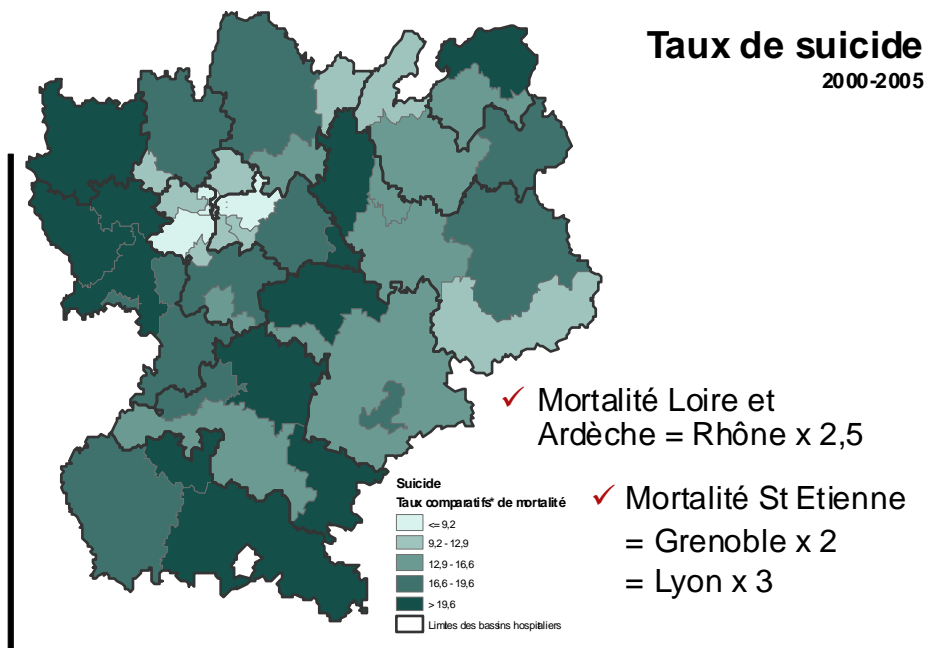 Taux de suicide
2000-2005
✓ Mortalité Loire et
Ardèche = Rhône x 2,5
✓ Mortalité St Etienne
= Grenoble x 2
= Lyon x 3
Suicide
Taux comparatifs* de mortalité
<= 9,2
9,2 - 12,9
12,9 - 16,6
16,6 - 19,6
> 19,6
Limites des bassins hospitaliers